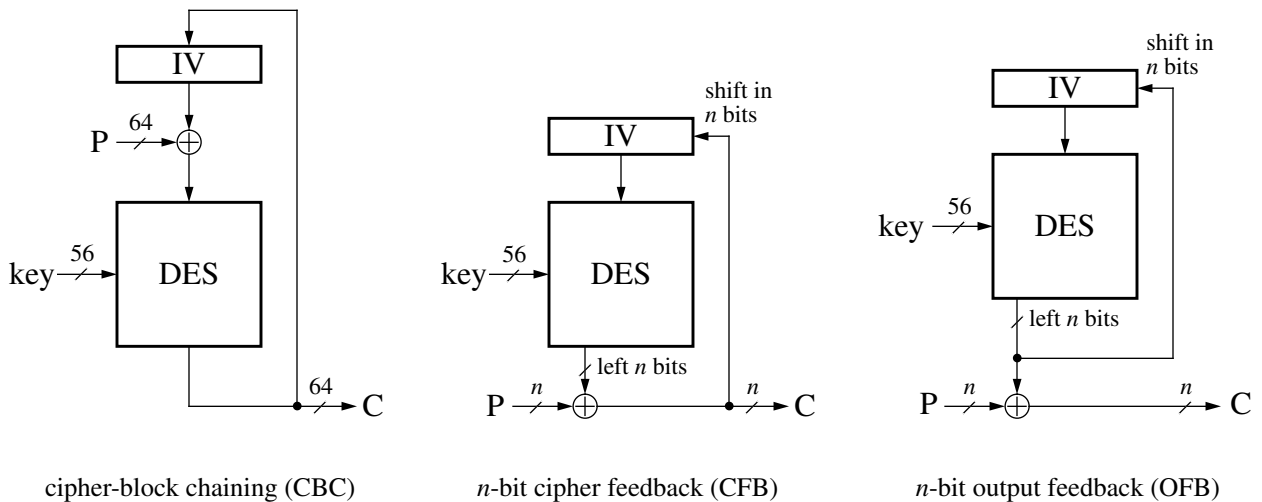 IV
P
64
key
56
DES
64
C
cipher-block chaining (CBC)
shift in
n bits
IV
key
56
DES
left n bits
P
n
n
C
n-bit cipher feedback (CFB)
shift in
n bits
IV
key
56
DES
left n bits
P
n
n
C
n-bit output feedback (OFB)